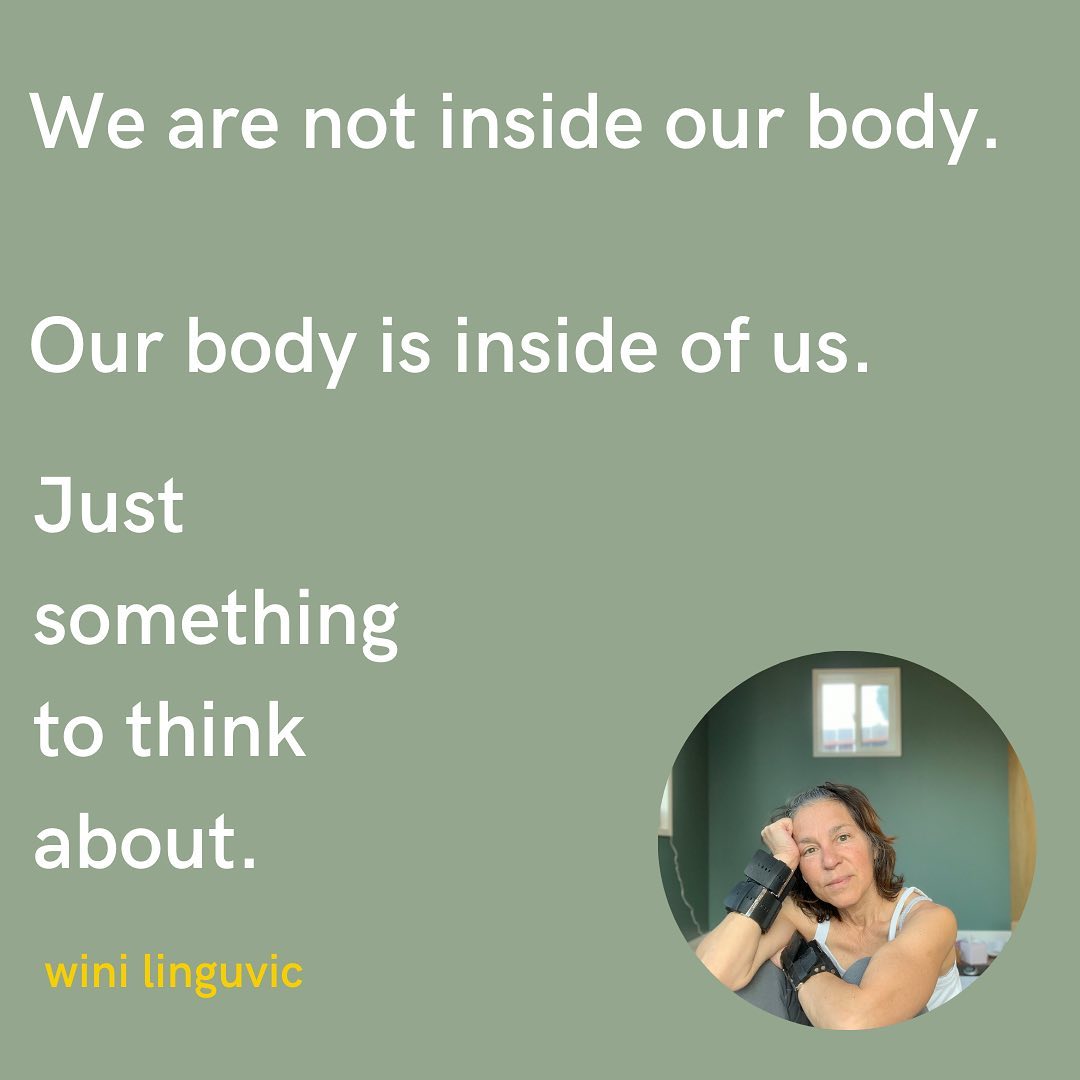 We are not inside our body.
Our body is inside of us.
Just
something
to think
about.
wini linguvic